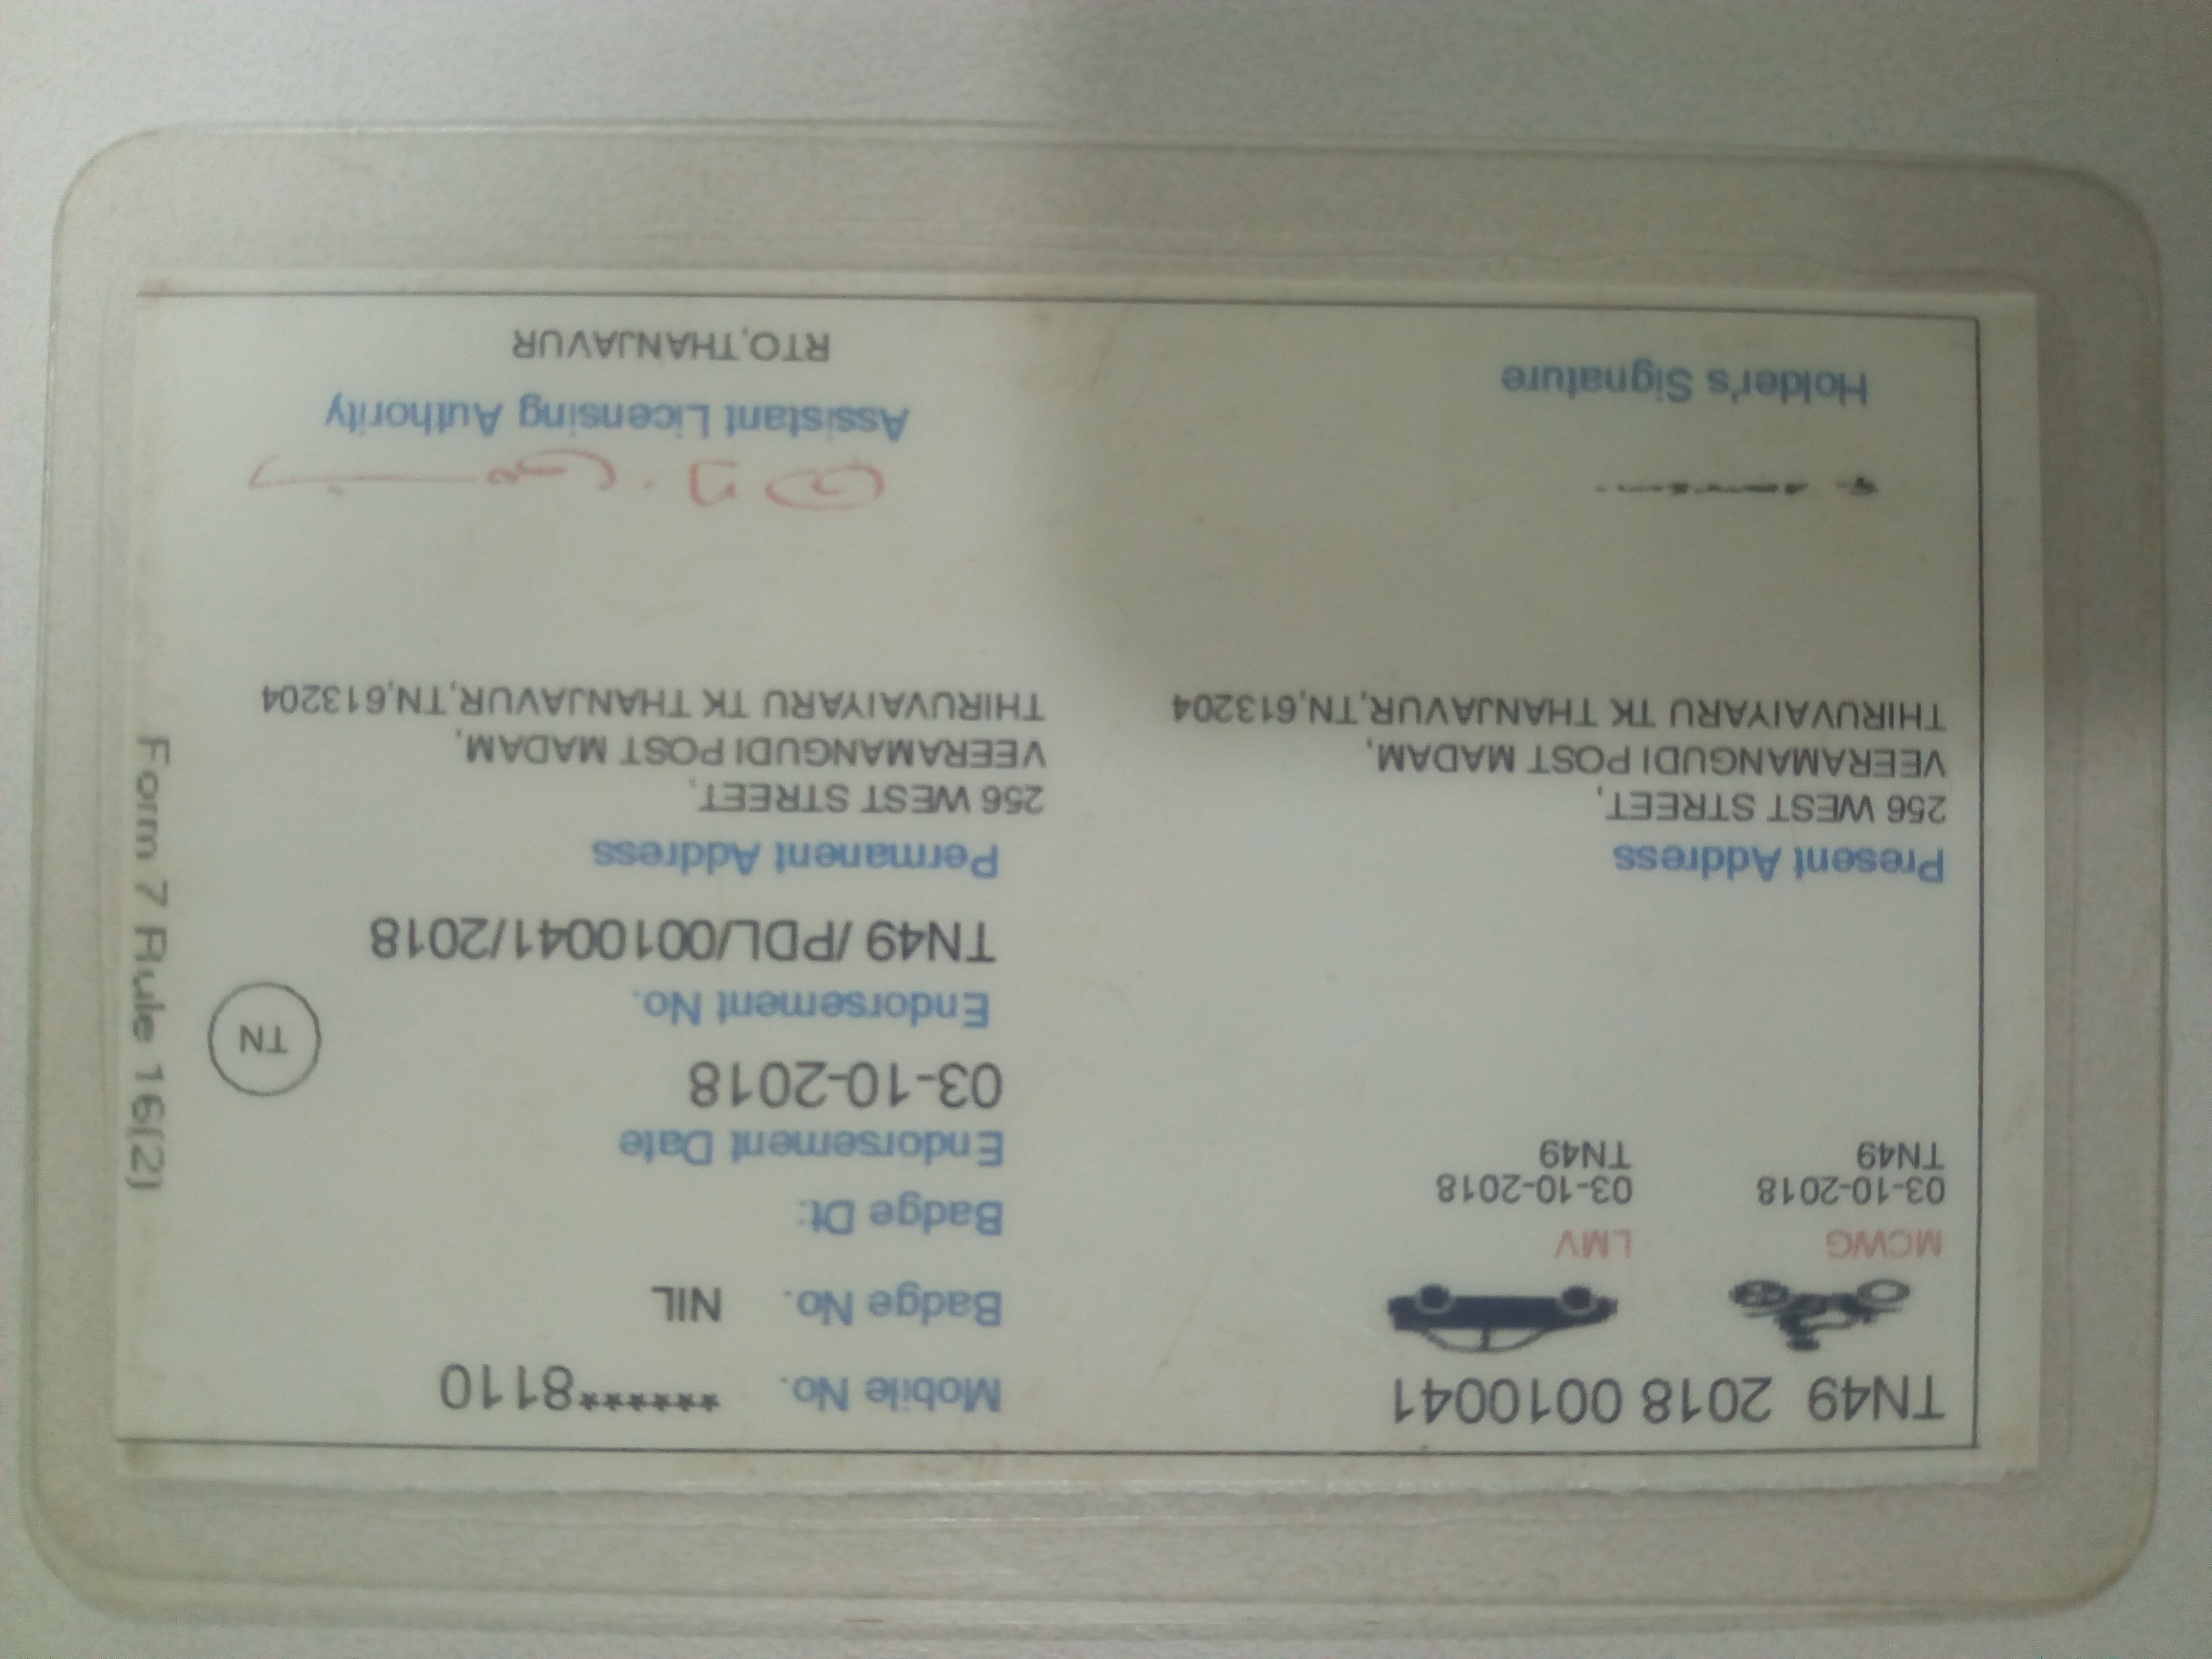 TN49 2018 0010041
MCWG
03-10-2018
TN49
LMV
03-10-2018
TN49
Present Address
256 WEST STREET,
VEERAMANGUDI POST MADAM,
THIRUVAIYARU TK THANJAVUR,TN,613204
Holder's Signature
Mobile No. ******8110
Badge No. NIL
Badge Dt:
Endorsement Date
03-10-2018
Endorsement No.
TN49 /PDL/0010041/2018
TN
Permanent Address
256 WEST STREET,
VEERAMANGUDI POST MADAM,
THIRUVAIYARU TK THANJAVUR,TN,613204
Assistant Licensing Authority
RTO,THANJAVUR
Form 7 Rule 16(2)